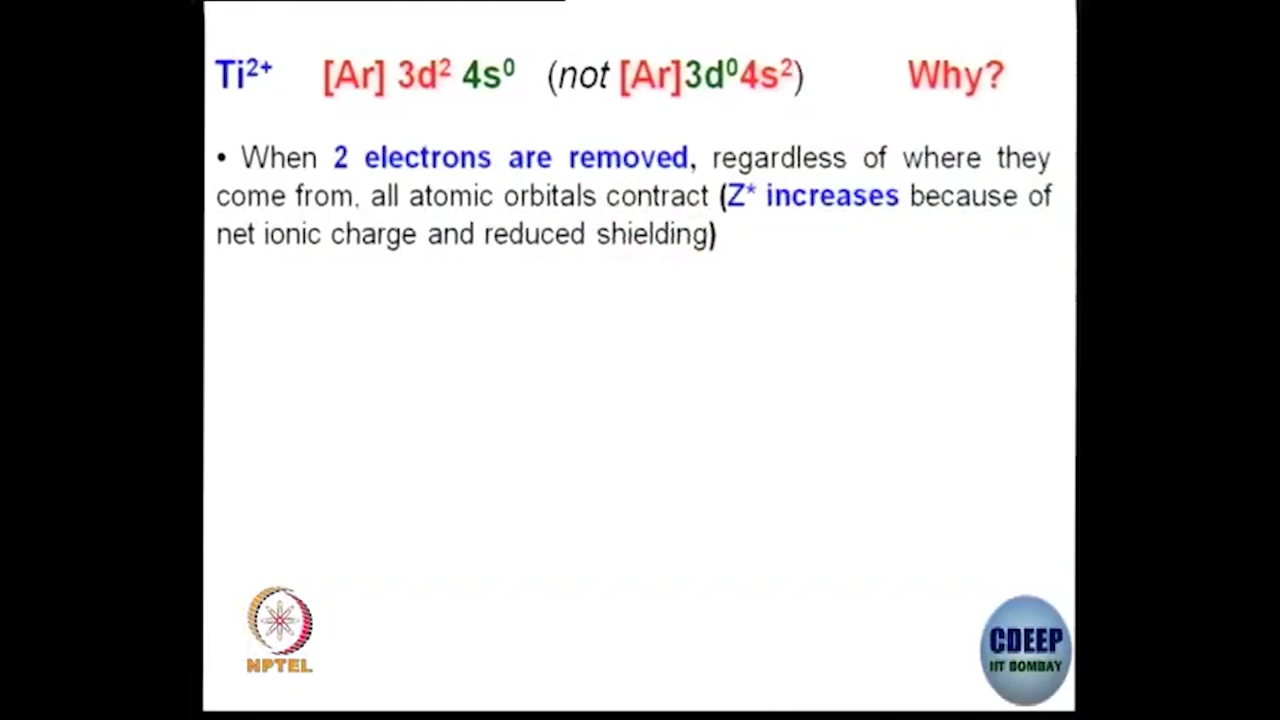 Ti²⁺ [Ar] 3d² 4s⁰ (not [Ar]3d⁰4s²) Why?
• When 2 electrons are removed, regardless of where they
come from, all atomic orbitals contract (Z* increases because of
net ionic charge and reduced shielding)
NPTEL
CDEEP
IIT BOMBAY